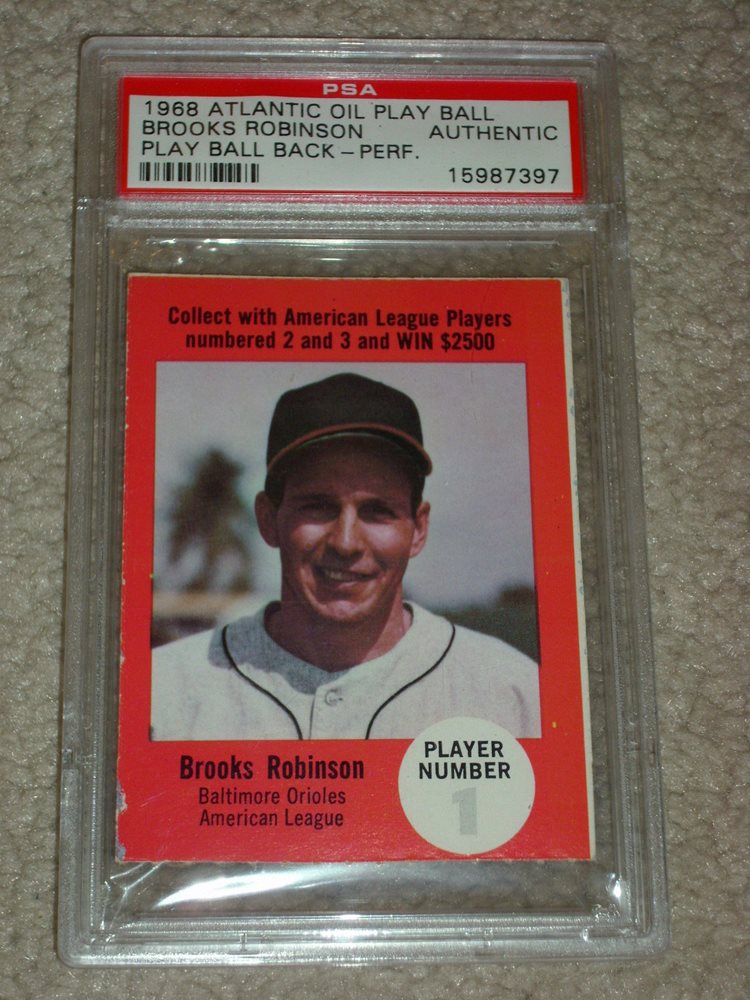 PSA
1968 ATLANTIC OIL PLAY BALL
BROOKS ROBINSON AUTHENTIC
PLAY BALL BACK - PERF.
15987397
Collect with American League Players
numbered 2 and 3 and WIN $2500
Brooks Robinson
Baltimore Orioles
American League
PLAYER
NUMBER
1